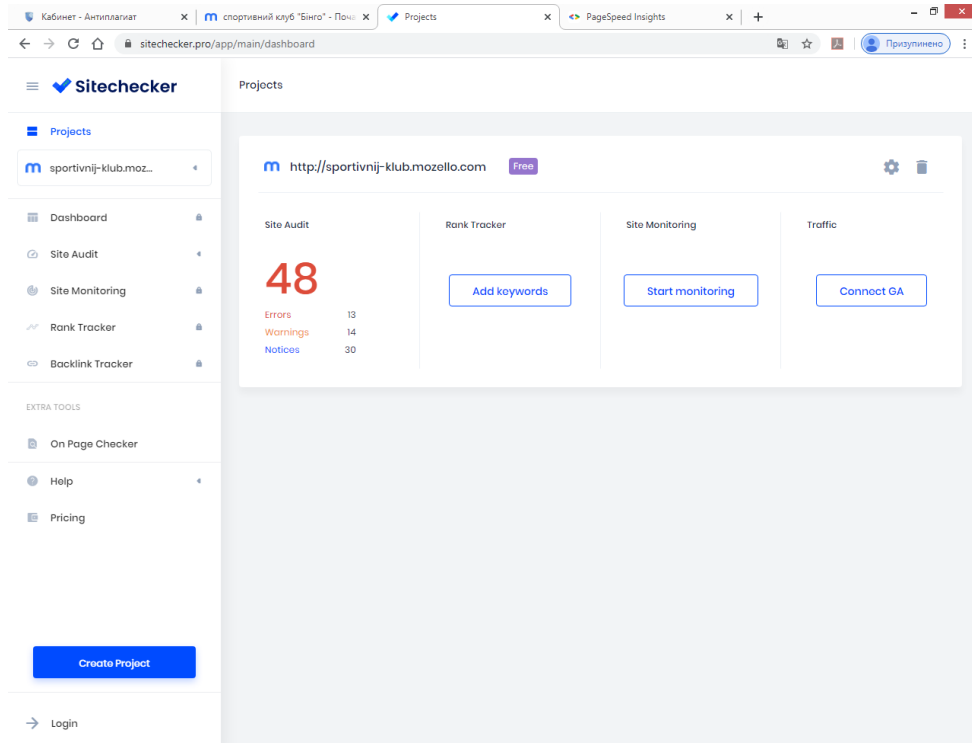 Кабинет - Антиплагиат
спортивний клуб "Бінго" - Поча
Projects
PageSpeed Insights
sitechecker.pro/app/main/dashboard
Призупинено
Sitechecker
Projects
Projects
sportivnij-klub.moz...
http://sportivnij-klub.mozello.com
Free
Dashboard
Site Audit
Site Monitoring
Rank Tracker
Backlink Tracker
EXTRA TOOLS
On Page Checker
Help
Pricing
Create Project
Login
Site Audit
48
Errors 13
Warnings 14
Notices 30
Rank Tracker
Add keywords
Site Monitoring
Start monitoring
Traffic
Connect GA